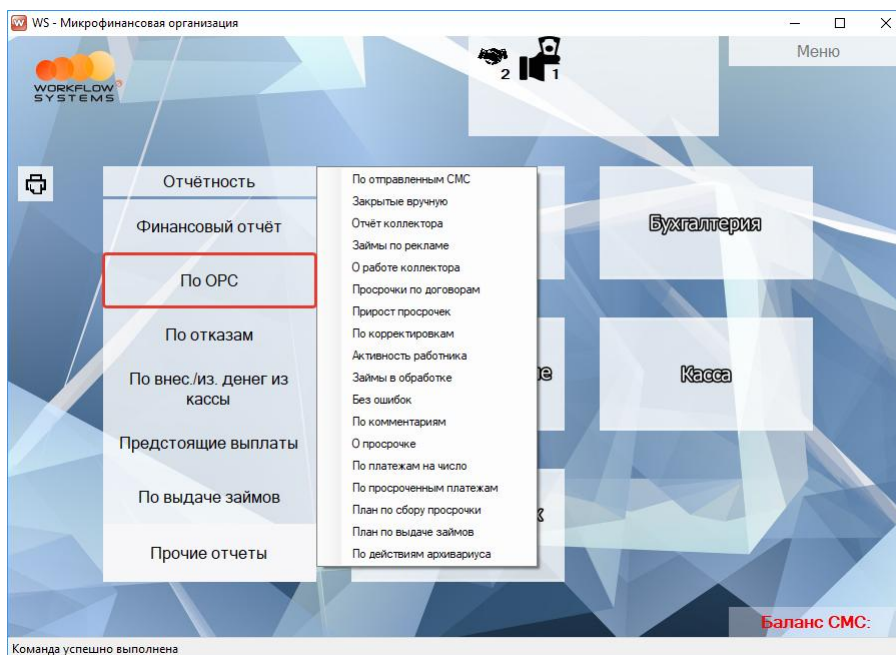 WS - Микрофинансовая организация
Меню
WORKFLOW
SYSTEMS
2
1
Отчётность
Финансовый отчёт
По ОРС
По отказам
По внес./из. денег из
кассы
Предстоящие выплаты
По выдаче займов
Прочие отчеты
По отправленным СМС
Закрытые вручную
Отчёт коллектора
Займы по рекламе
О работе коллектора
Просрочки по договорам
Прирост просрочек
По корректировкам
Активность работника
Займы в обработке
Без ошибок
По комментариям
О просрочке
По платежам на число
По просроченным платежам
План по сбору просрочки
План по выдаче займов
По действиям архивариуса
Бухгалтерия
Касса
Баланс СМС:
Команда успешно выполнена